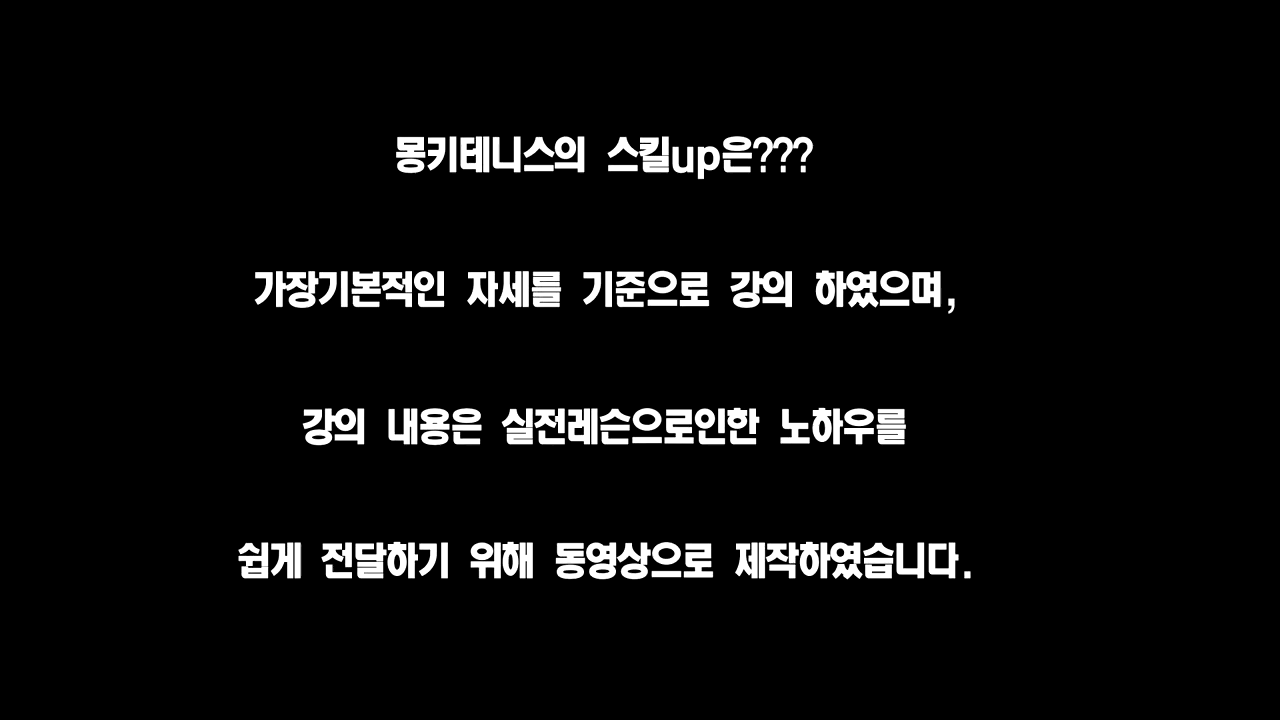 몽키테니스의 스킬up은???
가장기본적인 자세를 기준으로 강의 하였으며,
강의 내용은 실전레슨으로인한 노하우를
쉽게 전달하기 위해 동영상으로 제작하였습니다.